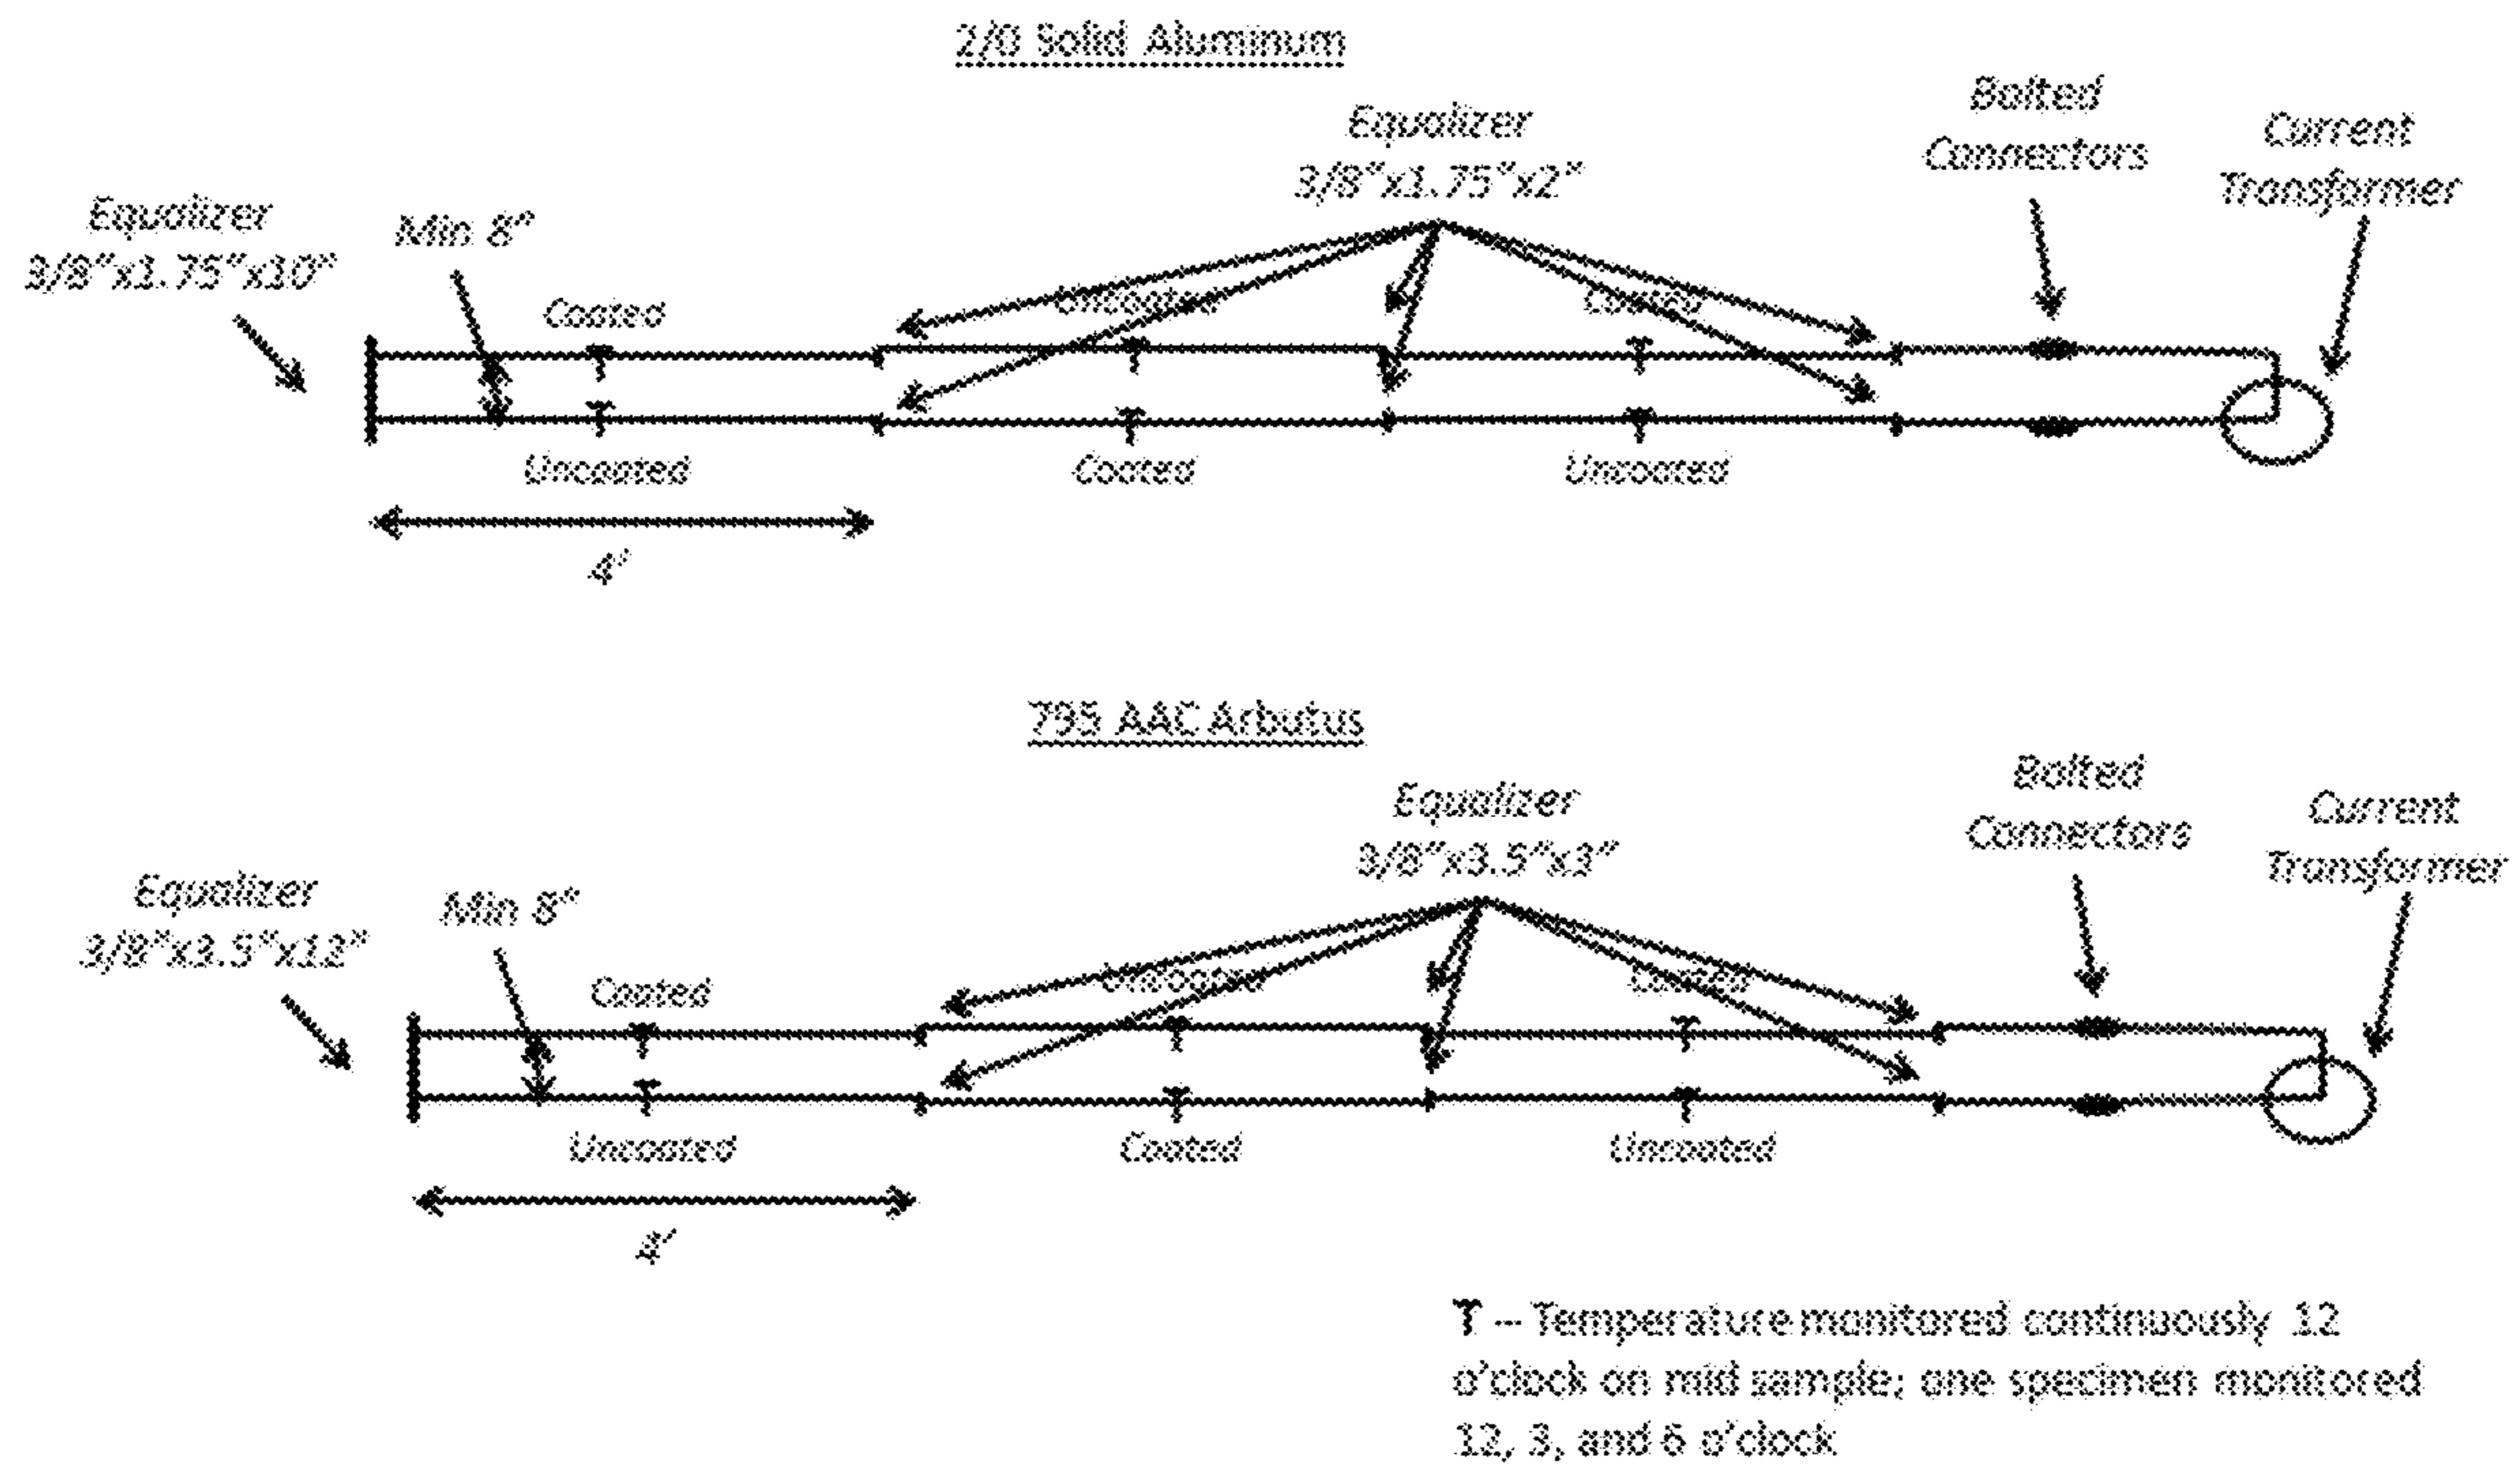 2/0 Solid Aluminum
Bolted
Connectors
Current
Transformer
Equalizer
3/8"x1.75"x2"
Equalizer
3/8"x1.75"x10"
Min 8"
Coated
Uncoated
Coated
Uncoated
Coated
Uncoated
4'
795 AAC Arbutus
Bolted
Connectors
Current
Transformer
Equalizer
3/8"x3.5"x3"
Equalizer
3/8"x3.5"x12"
Min 8"
Coated
Uncoated
Coated
Uncoated
Coated
Uncoated
4'
T – Temperature monitored continuously 12
o'clock on mid sample; one specimen monitored
12, 3, and 6 o'clock